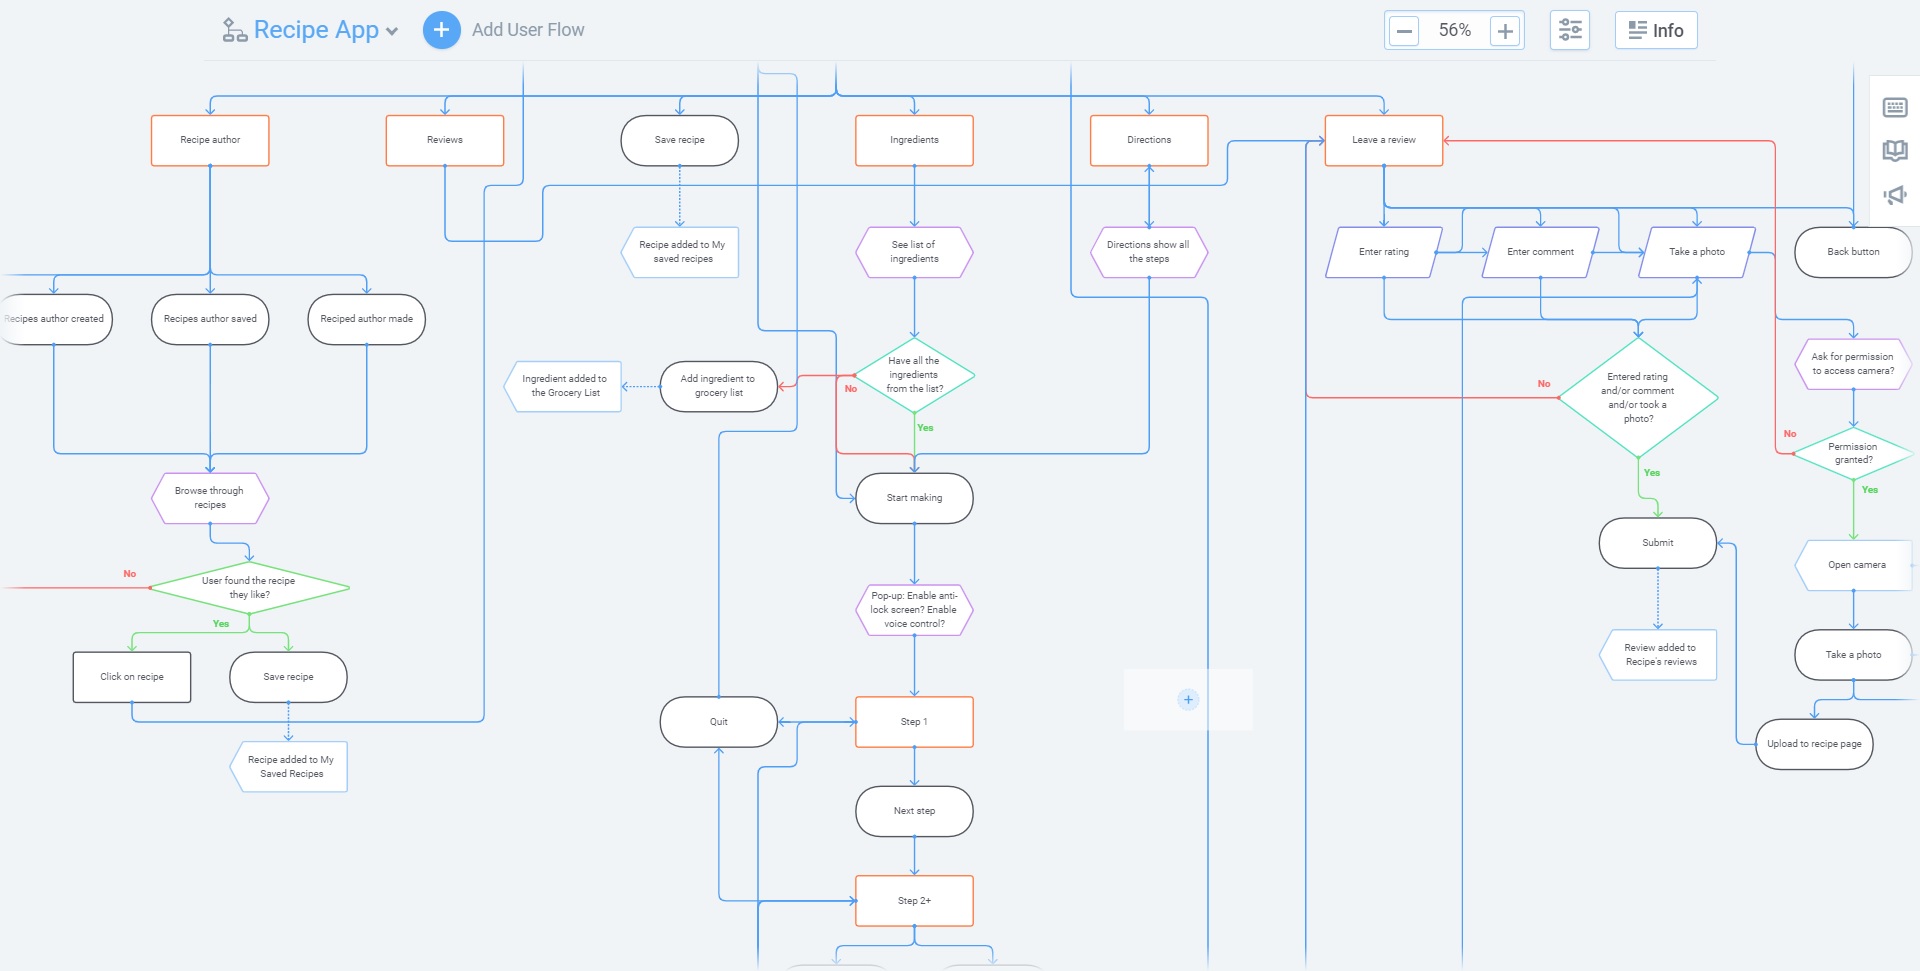 Recipe App
Add User Flow
56%
Info
Recipe author
Reviews
Save recipe
Ingredients
Directions
Leave a review
Recipe added to My
saved recipes
See list of
ingredients
Directions show all
the steps
Enter rating
Enter comment
Take a photo
Back button
Recipes author created
Recipes author saved
Reciped author made
Ingredient added to
the Grocery List
Add ingredient to
grocery list
Have all the
ingredients
from the list?
No
Yes
Ask for permission
to access camera?
Entered rating
and/or comment
and/or took a
photo?
No
Yes
Permission
granted?
No
Yes
Browse through
recipes
Start making
Submit
Open camera
User found the recipe
they like?
No
Yes
Pop-up: Enable anti-
lock screen? Enable
voice control?
Click on recipe
Save recipe
Review added to
Recipe's reviews
Take a photo
Quit
Step 1
Upload to recipe page
Recipe added to My
Saved Recipes
Next step
Step 2+